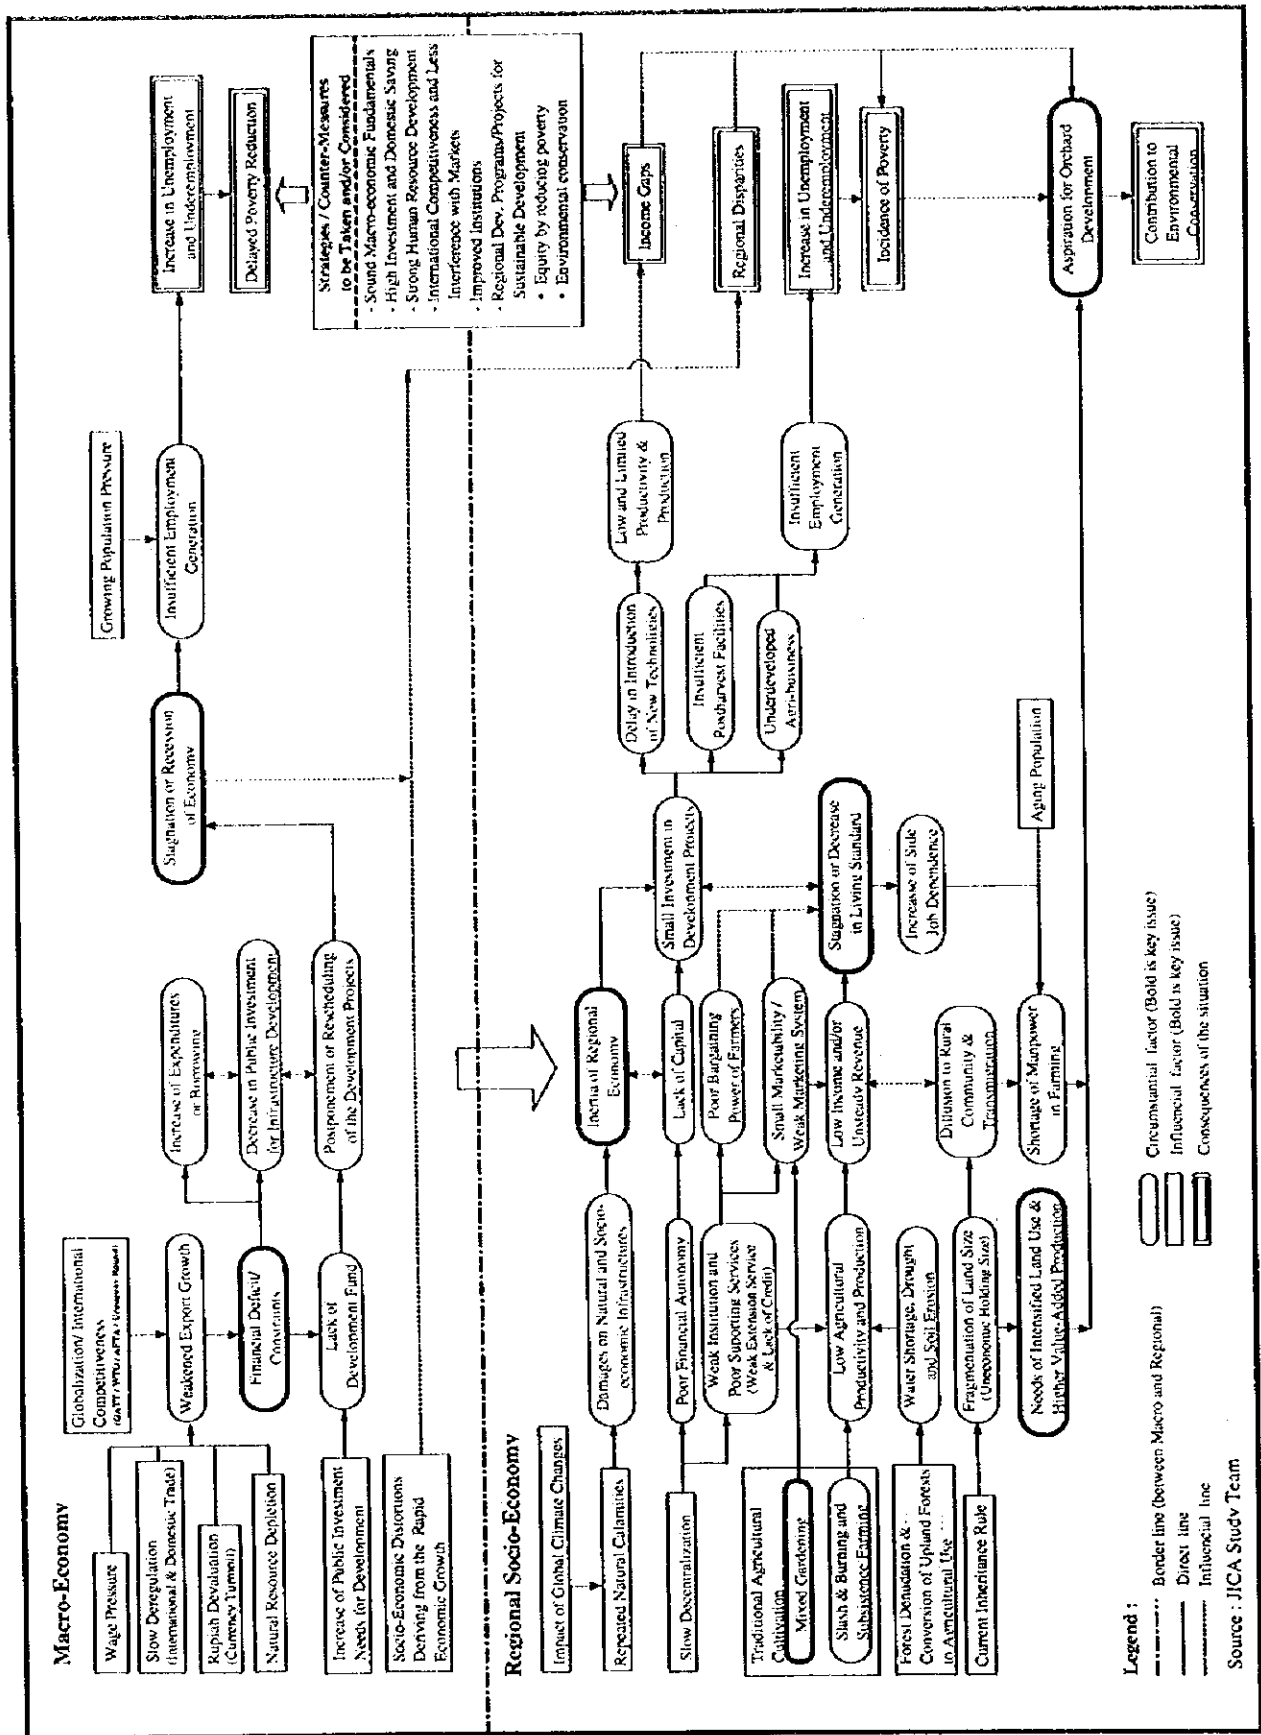 Macro-Economy
Wage Pressure
Slow Deregulation
(International & Domestic Trade)
Rupiah Devaluation
(Currency Turmoil)
Natural Resource Depletion
Increase of Public Investment
Needs for Development
Socio-Economic Distortions
Deriving from the Rapid
Economic Growth
Globalization/ International
Competitiveness
(GATT / WTO / AFTA / Uruguay Round)
Weakened Export Growth
Financial Deficit/
Constraints
Lack of
Development Fund
Increase of Expenditures
or Borrowing
Decrease in Public Investment
for Infrastructure Development
Postponement or Rescheduling
of the Development Projects
Stagnation or Recession
of Economy
Growing Population Pressure
Insufficient Employment
Generation
Increase in Unemployment
and Underemployment
Delayed Poverty Reduction
Strategies / Counter-Measures
to be Taken and/or Considered
- Sound Macro-economic Fundamentals
- High Investment and Domestic Saving
- Strong Human Resource Development
- International Competitiveness and Less
Interference with Markets
- Improved Institutions
- Regional Dev. Programs/Projects for
Sustainable Development
• Equity by reducing poverty
• Environmental conservation
Regional Socio-Economy
Impact of Global Climate Changes
Repeated Natural Calamities
Slow Decentralization
Traditional Agricultural
Cultivation
Mixed Gardening
Slash & Burning and
Subsistence Farming
Forest Denudation &
Conversion of Upland Forests
to Agricultural Use
Current Inheritance Rule
Damages on Natural and Socio-
economic Infrastructures
Poor Financial Autonomy
Weak Institution and
Poor Suporting Services
(Weak Extension Service
& Lack of Credit)
Low Agricultural
Productivity and Production
Water Shortage, Drought
and Soil Erosion
Fragmentation of Land Size
(Uneconomic Holding Size)
Needs of Intensified Land Use &
Higher Value-Added Production
Inertia of Regional
Economy
Lack of Capital
Poor Bargaining
Power of Farmers
Small Marketability /
Weak Marketing System
Low Income and/or
Unsteady Revenue
Diffusion to Rural
Community &
Transmigration
Shortage of Manpower
in Farming
Small Investment in
Development Projects
Stagnation or Decrease
in Living Standard
Increasse of Side
Job Dependence
Aging Population
Delay in Introduction
of New Technologies
Insufficient
Postharvest Facilities
Underdeveloped
Agri-buisiness
Low and Limited
Productivity &
Production
Insufficient
Employment
Generation
Income Gaps
Regional Disparities
Increase in Unemployment
and Underemployment
Incidence of Poverty
Aspiration for Orchard
Development
Contribution to
Environmental
Conservation
Legend :
Border line (between Macro and Regional)
Direct line
Influencial line
Circumstantial factor (Bold is key issue)
Influencial factor (Bold is key issue)
Consequences of the situation
Source : JICA Study Team